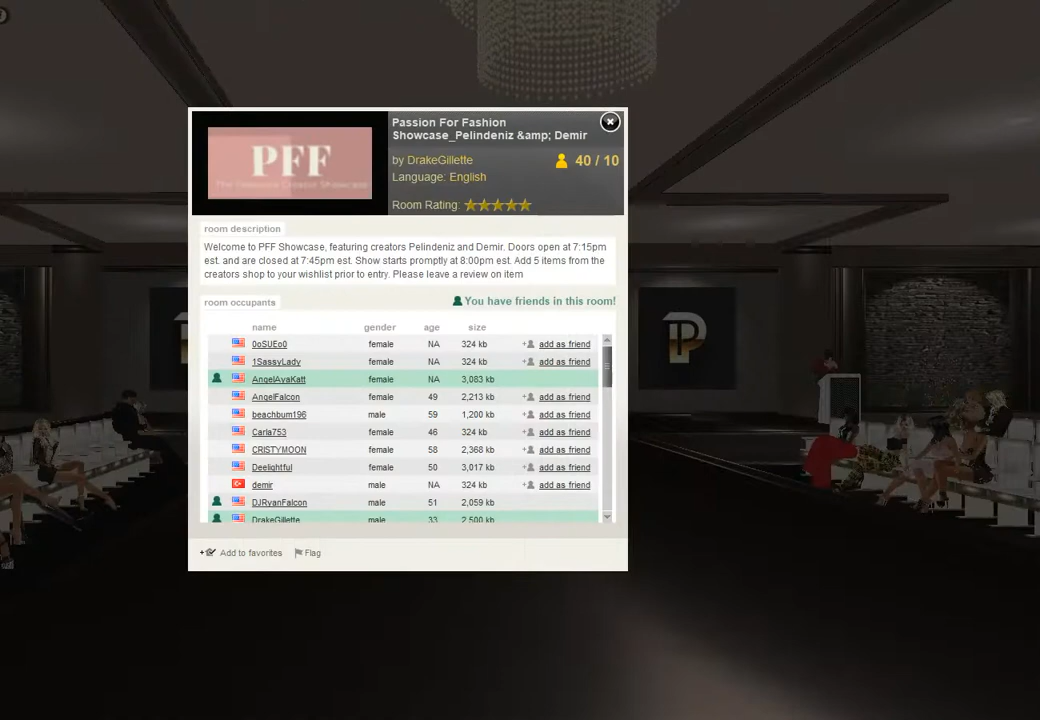 Passion For Fashion
Showcase_Pelindeniz &amp; Demir
PFF
by DrakeGillette
40 / 10
Language: English
Room Rating:
room description
Welcome to PFF Showcase, featuring creators Pelindeniz and Demir. Doors open at 7:15pm
est. and are closed at 7:45pm est. Show starts promptly at 8:00pm est. Add 5 items from the
creators shop to your wishlist prior to entry. Please leave a review on item
room occupants
You have friends in this room!
name gender age size
0oSUEo0 female NA 324 kb + add as friend
1SassyLady female NA 324 kb + add as friend
AngelAyaKatt female NA 3,083 kb
AngelFalcon female 49 2,213 kb + add as friend
beachbum196 male 59 1,200 kb + add as friend
Carla753 female 46 324 kb + add as friend
CRISTYMOON female 58 2,368 kb + add as friend
Deelightful female 50 3,017 kb + add as friend
demir male NA 324 kb + add as friend
DJRyanFalcon male 51 2,059 kb
DrakeGillette male 33 2,500 kb
+ Add to favorites Flag